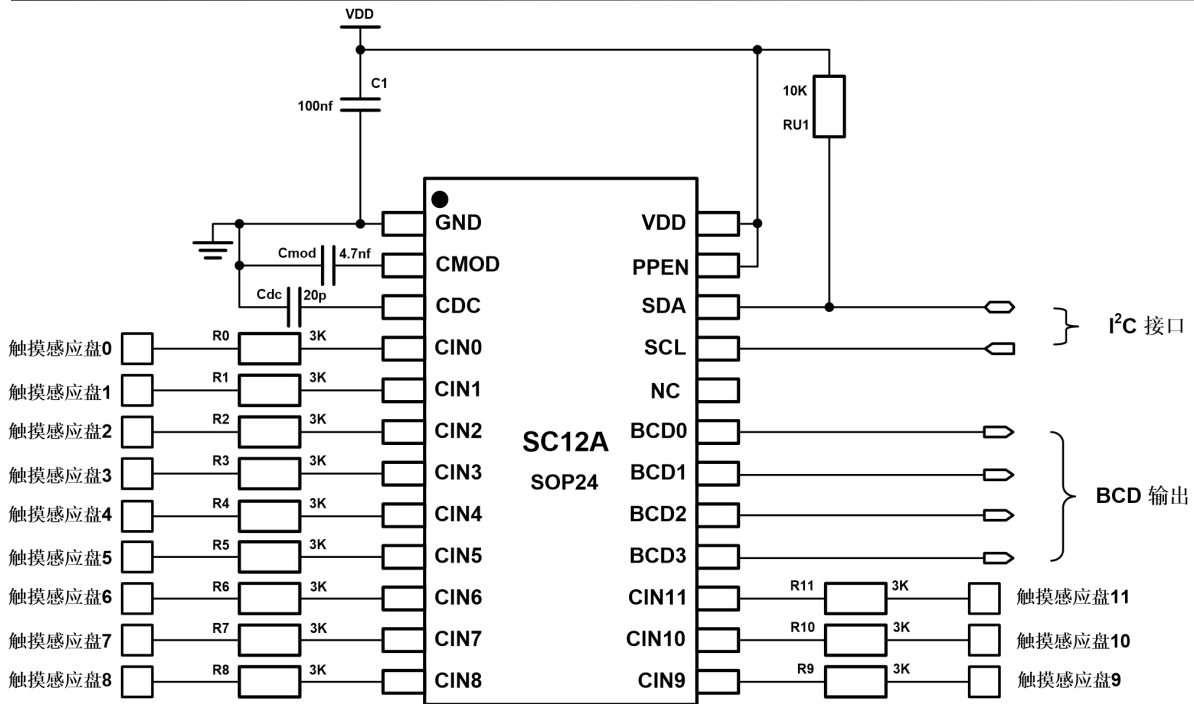 VDD
C1
100nf
10K
RU1
GND
VDD
Cmod
4.7nf
CMOD
PPEN
Cdc
20p
CDC
SDA
I²C 接口
触摸感应盘0
R0
3K
CIN0
SCL
触摸感应盘1
R1
3K
CIN1
NC
触摸感应盘2
R2
3K
CIN2
BCD0
SC12A
触摸感应盘3
R3
3K
CIN3
BCD1
SOP24
BCD 输出
触摸感应盘4
R4
3K
CIN4
BCD2
触摸感应盘5
R5
3K
CIN5
BCD3
触摸感应盘6
R6
3K
CIN6
CIN11
R11
3K
触摸感应盘11
触摸感应盘7
R7
3K
CIN7
CIN10
R10
3K
触摸感应盘10
触摸感应盘8
R8
3K
CIN8
CIN9
R9
3K
触摸感应盘9